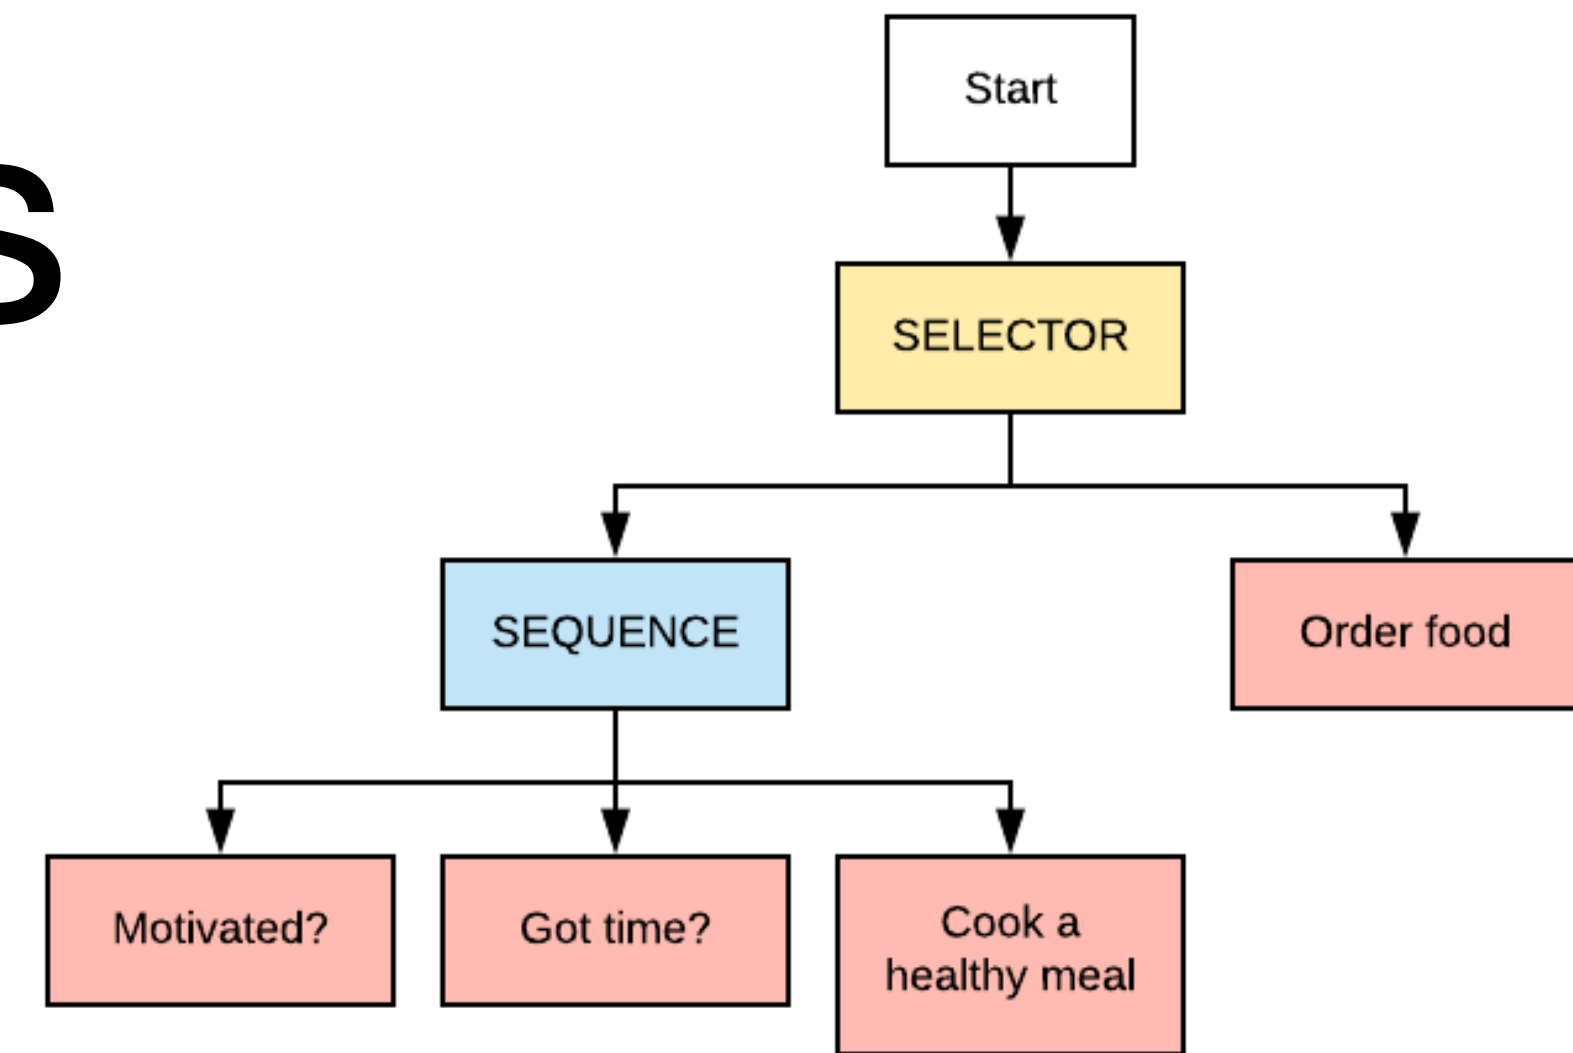 s
Start
SELECTOR
SEQUENCE
Order food
Motivated?
Got time?
Cook a
healthy meal